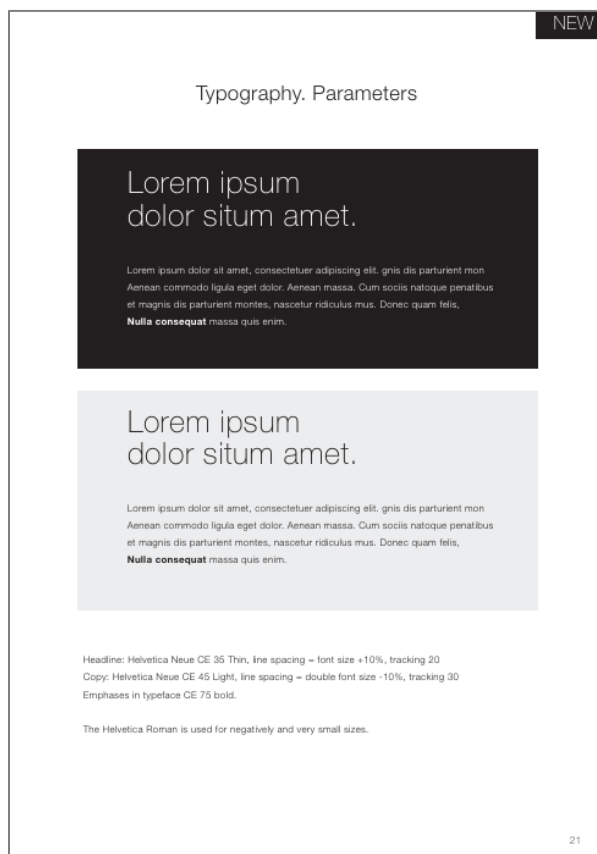 NEW
Typography. Parameters
Lorem ipsum
dolor situm amet.
Lorem ipsum dolor sit amet, consectetuer adipiscing elit. gnis dis parturient mon
Aenean commodo ligula eget dolor. Aenean massa. Cum sociis natoque penatibus
et magnis dis parturient montes, nascetur ridiculus mus. Donec quam felis,
Nulla consequat massa quis enim.
Lorem ipsum
dolor situm amet.
Lorem ipsum dolor sit amet, consectetuer adipiscing elit. gnis dis parturient mon
Aenean commodo ligula eget dolor. Aenean massa. Cum sociis natoque penatibus
et magnis dis parturient montes, nascetur ridiculus mus. Donec quam felis,
Nulla consequat massa quis enim.
Headline: Helvetica Neue CE 35 Thin, line spacing = font size +10%, tracking 20
Copy: Helvetica Neue CE 45 Light, line spacing = double font size -10%, tracking 30
Emphases in typeface CE 75 bold.
The Helvetica Roman is used for negatively and very small sizes.
21